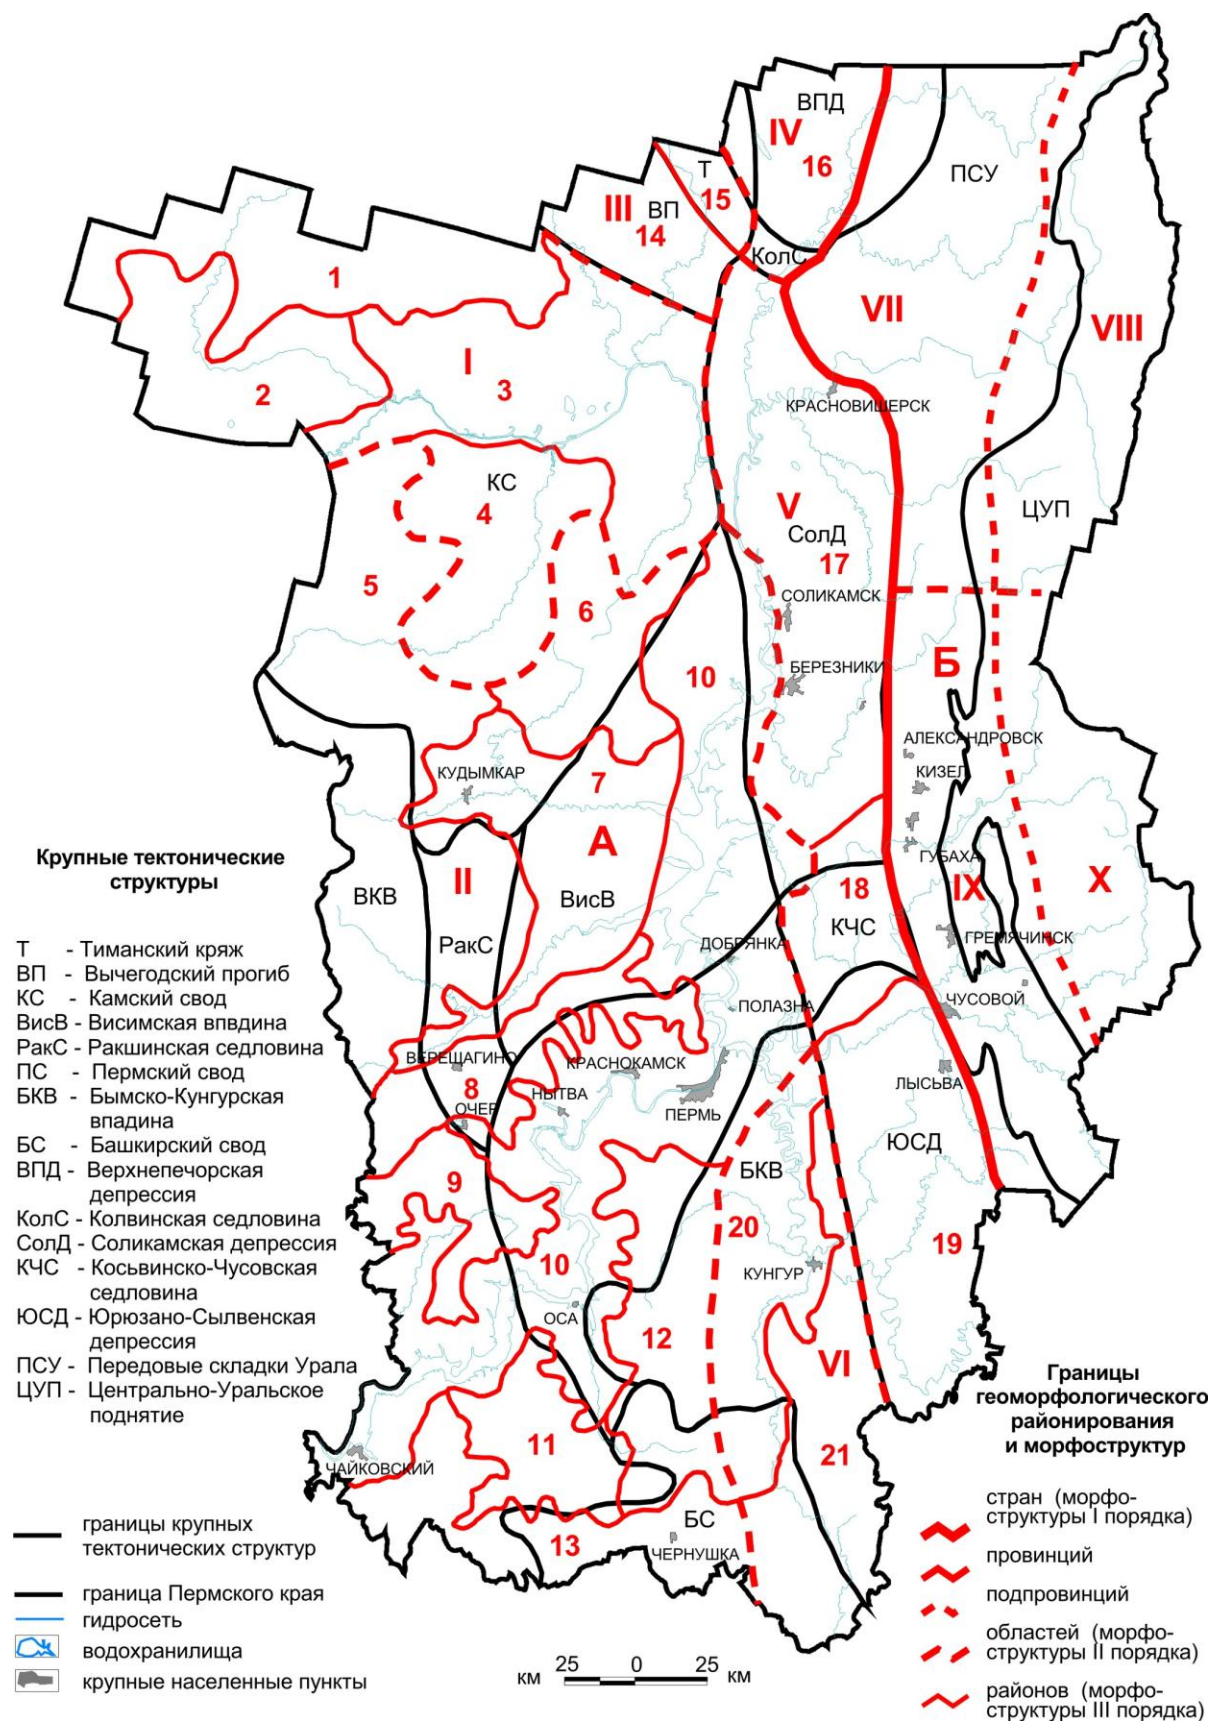 ВПД
IV
16
ПСУ
Т
15
III
ВП
14
КолС
1
VII
VIII
I
3
2
КРАСНОВИШЕРСК
КС
4
V
СолД
17
ЦУП
5
6
СОЛИКАМСК
Б
10
БЕРЕЗНИКИ
АЛЕКСАНДРОВСК
КУДЫМКАР
7
КИЗЕЛ
А
ГУБАХА
II
ВКВ
ВисВ
18
IX
X
РакС
КЧС
ДОБРЯНКА
ГРЕМЯЧИНСК
ПОЛАЗНА
ЧУСОВОЙ
ВЕРЕЩАГИНО
КРАСНОКАМСК
8
НЫТВА
ЛЫСЬВА
ОЧЕР
ПЕРМЬ
ЮСД
9
БКВ
20
19
10
КУНГУР
ОСА
12
VI
11
21
ЧАЙКОВСКИЙ
БС
13
ЧЕРНУШКА
Крупные тектонические
структуры
Т - Тиманский кряж
ВП - Вычегодский прогиб
КС - Камский свод
ВисВ - Висимская впвдина
РакС - Ракшинская седловина
ПС - Пермский свод
БКВ - Бымско-Кунгурская
впадина
БС - Башкирский свод
ВПД - Верхнепечорская
депрессия
КолС - Колвинская седловина
СолД - Соликамская депрессия
КЧС - Косьвинско-Чусовская
седловина
ЮСД - Юрюзано-Сылвенская
депрессия
ПСУ - Передовые складки Урала
ЦУП - Центрально-Уральское
поднятие
границы крупных
тектонических структур
граница Пермского края
гидросеть
водохранилища
крупные населенные пункты
км 25 0 25 км
Границы
геоморфологического
районирования
и морфоструктур
стран (морфо-
структуры I порядка)
провинций
подпровинций
областей (морфо-
структуры II порядка)
районов (морфо-
структуры III порядка)